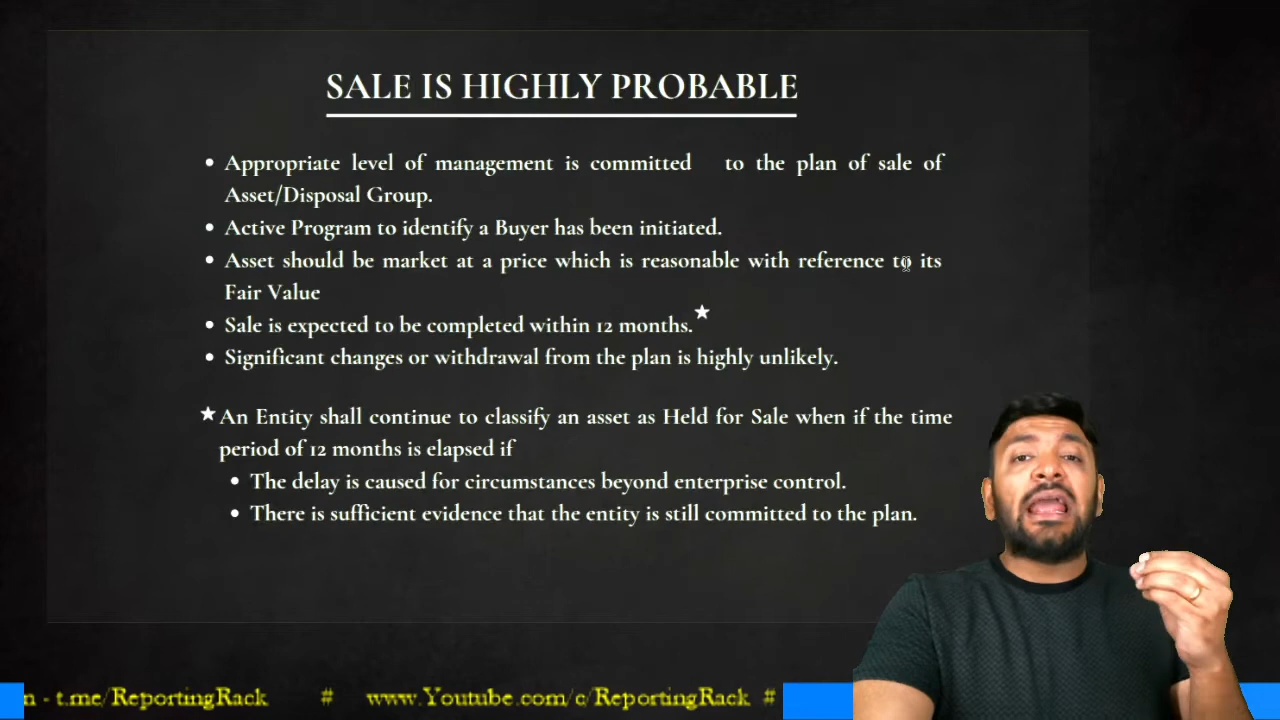 SALE IS HIGHLY PROBABLE
• Appropriate level of management is committed to the plan of sale of
Asset/Disposal Group.
• Active Program to identify a Buyer has been initiated.
• Asset should be market at a price which is reasonable with reference to its
Fair Value
• Sale is expected to be completed within 12 months.★
• Significant changes or withdrawal from the plan is highly unlikely.
★ An Entity shall continue to classify an asset as Held for Sale when if the time
period of 12 months is elapsed if
• The delay is caused for circumstances beyond enterprise control.
• There is sufficient evidence that the entity is still committed to the plan.
n - t.me/ReportingRack # www.Youtube.com/c/ReportingRack #